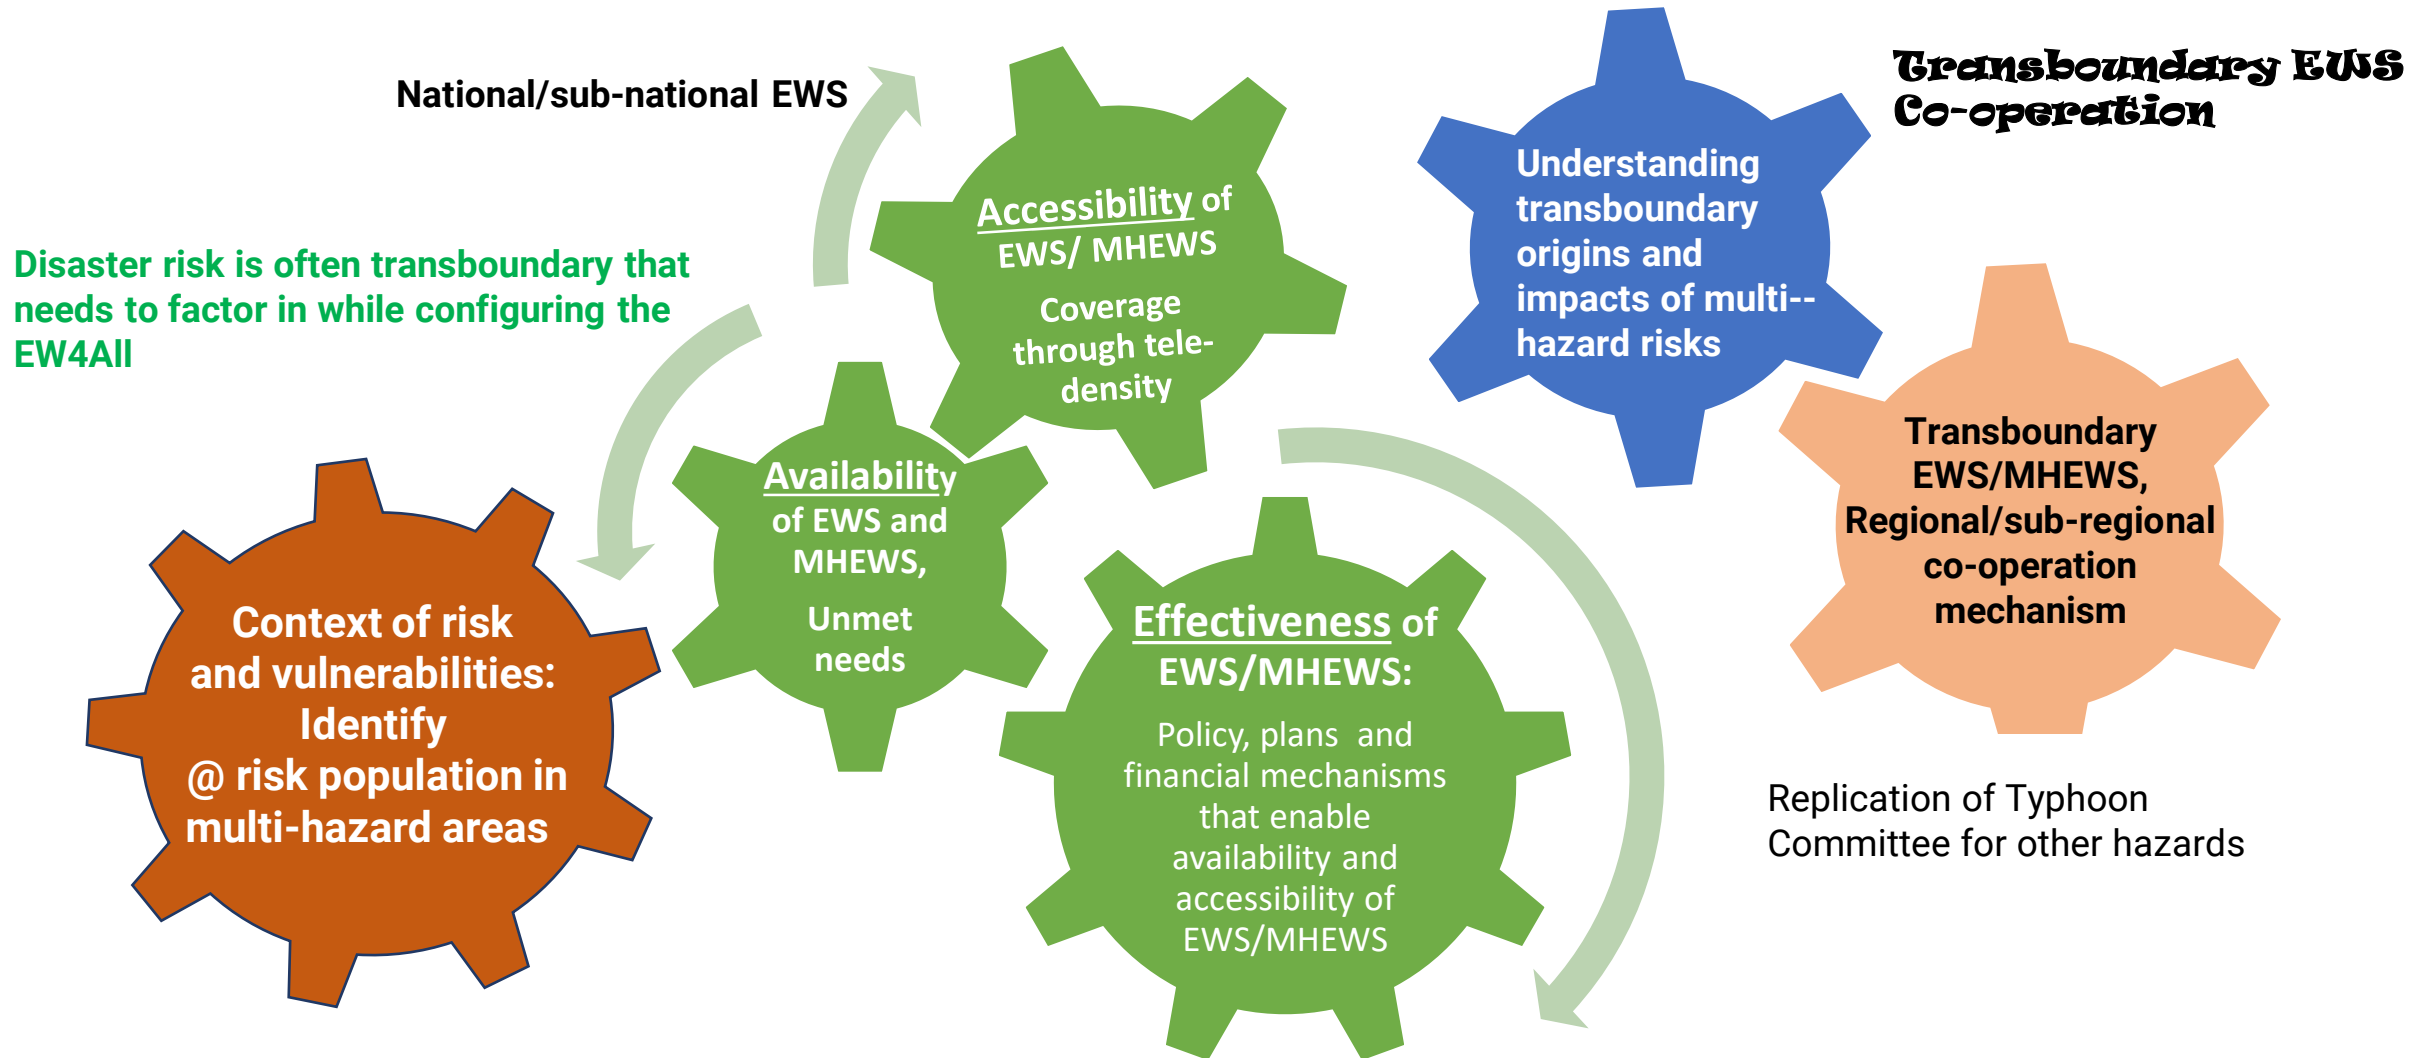 National/sub-national EWS
Transboundary EWS
Co-operation
Disaster risk is often transboundary that
needs to factor in while configuring the
EW4All
Accessibility of
EWS/ MHEWS
Coverage
through tele-
density
Understanding
transboundary
origins and
impacts of multi--
hazard risks
Transboundary
EWS/MHEWS,
Regional/sub-regional
co-operation
mechanism
Availability
of EWS and
MHEWS,
Unmet
needs
Context of risk
and vulnerabilities:
Identify
@ risk population in
multi-hazard areas
Effectiveness of
EWS/MHEWS:
Policy, plans and
financial mechanisms
that enable
availability and
accessibility of
EWS/MHEWS
Replication of Typhoon
Committee for other hazards